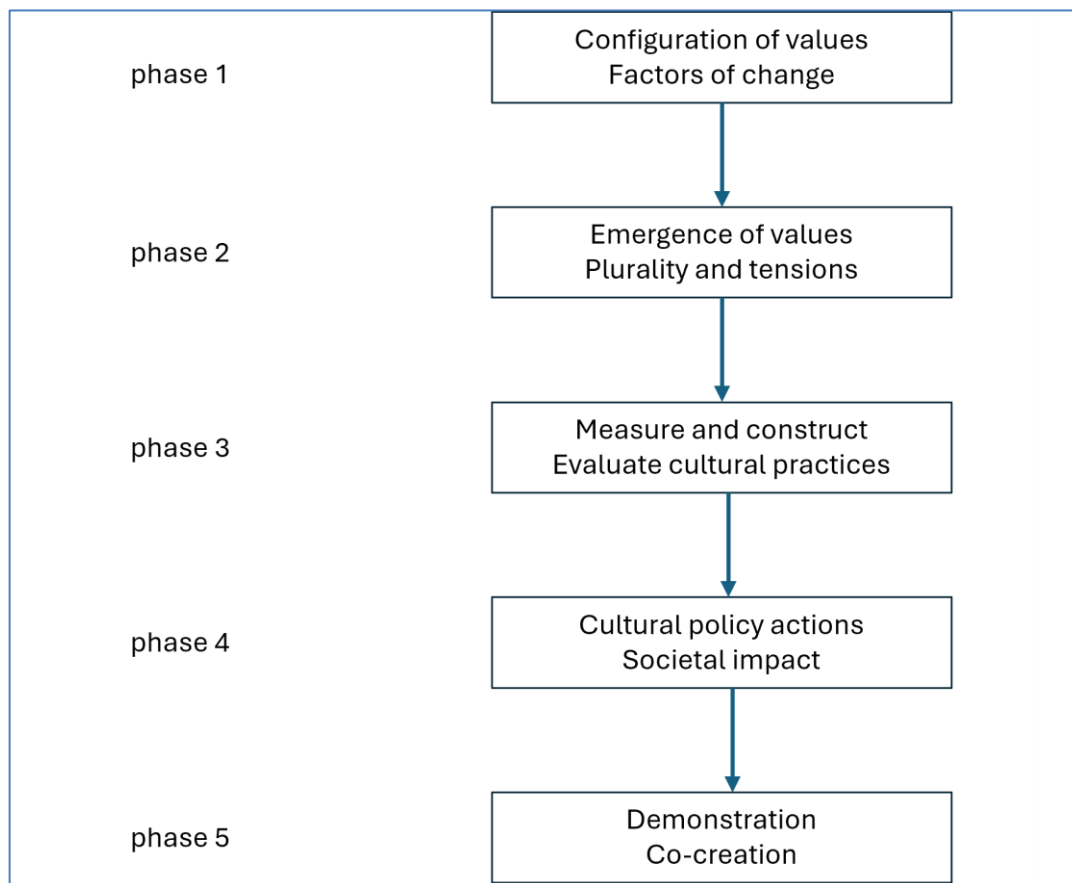 phase 1
Configuration of values
Factors of change
phase 2
Emergence of values
Plurality and tensions
phase 3
Measure and construct
Evaluate cultural practices
phase 4
Cultural policy actions
Societal impact
phase 5
Demonstration
Co-creation